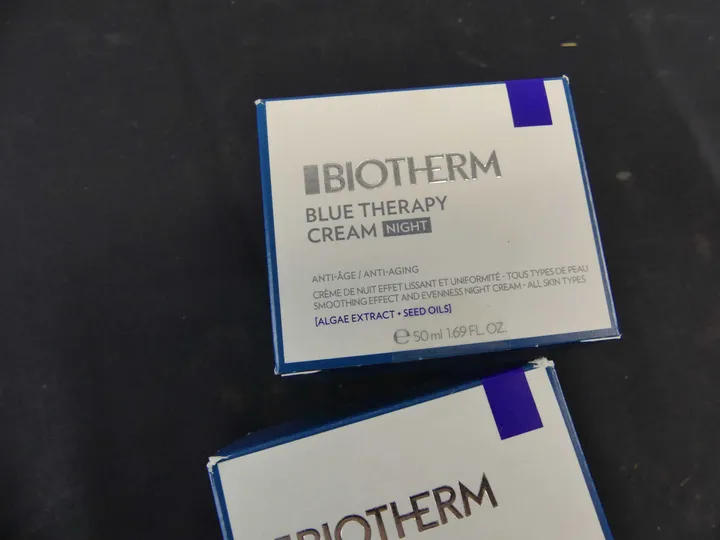 BIOTHERM
BLUE THERAPY
CREAM NIGHT
ANTI-ÂGE / ANTI-AGING
CRÈME DE NUIT EFFET LISSANT ET UNIFORMITÉ - TOUS TYPES DE PEAU
SMOOTHING EFFECT AND EVENNESS NIGHT CREAM - ALL SKIN TYPES
[ALGAE EXTRACT + SEED OILS]
℮ 50 ml 1.69 FL. OZ.
BIOTHERM